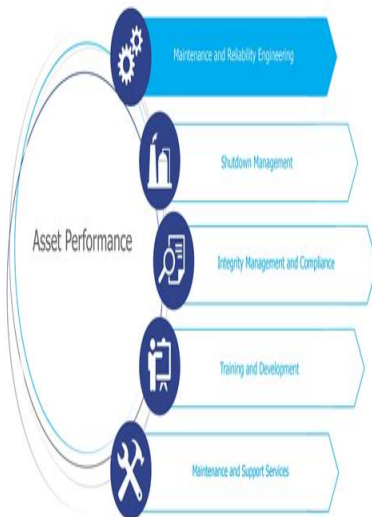 Maintenance and Reliability Engineering
Shutdown Management
Asset Performance
Integrity Management and Compliance
Training and Development
Maintenance and Support Services